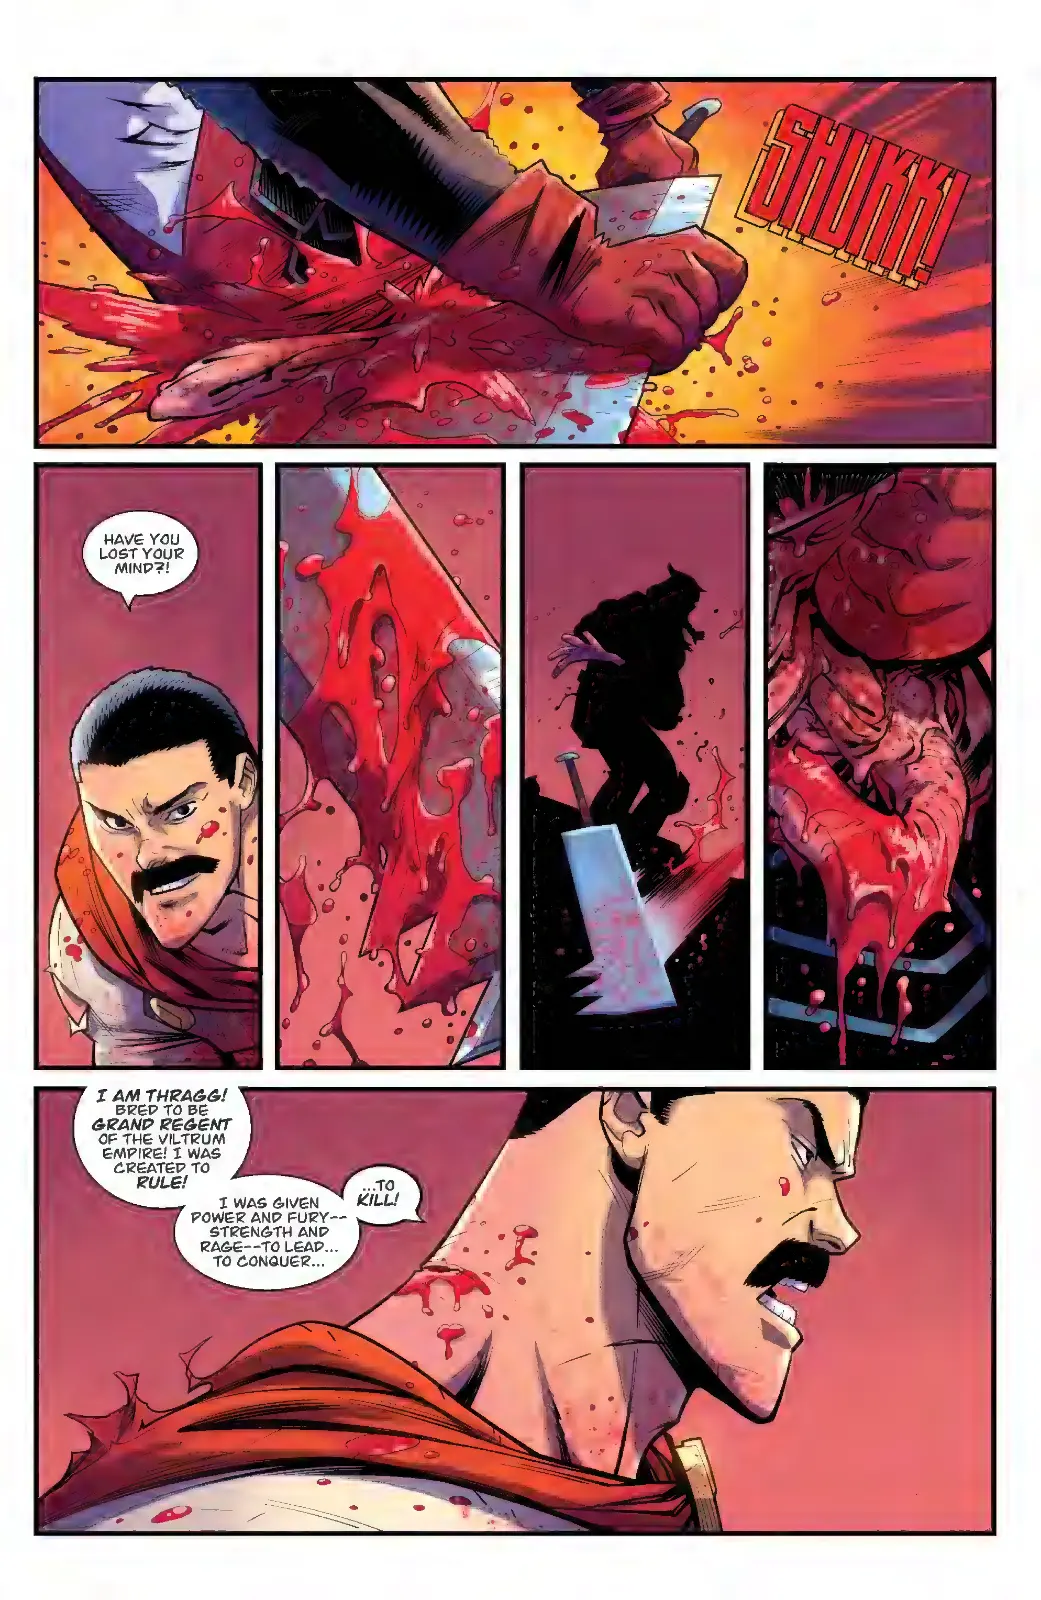 SHUKK!
HAVE YOU
LOST YOUR
MIND?!
I AM THRAGG!
BRED TO BE
GRAND REGENT
OF THE VILTRUM
EMPIRE! I WAS
CREATED TO
RULE!
I WAS GIVEN
POWER AND FURY--
STRENGTH AND
RAGE--TO LEAD...
TO CONQUER...
...TO
KILL!